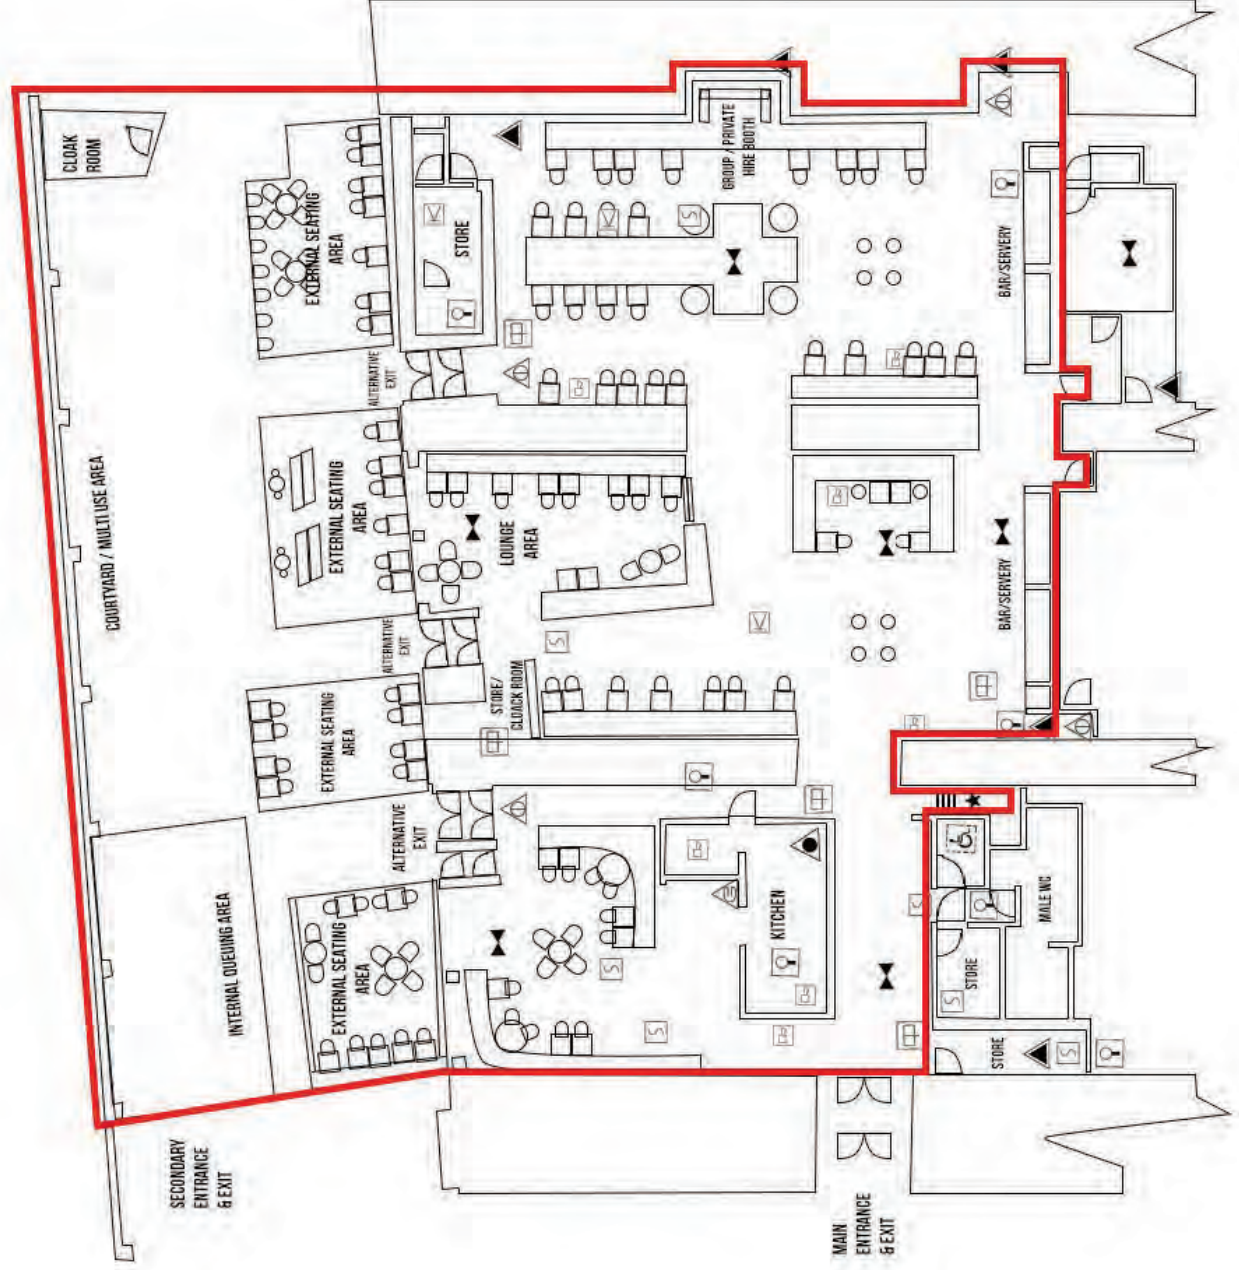 CLOAK
ROOM
EXTERNAL SEATING
AREA
STORE
GROUP / PRIVATE
HIRE BOOTH
BAR/SERVERY
ALTERNATIVE
EXIT
COURTYARD / MULTI USE AREA
EXTERNAL SEATING
AREA
LOUNGE
AREA
BAR/SERVERY
ALTERNATIVE
EXIT
STORE/
CLOACK ROOM
EXTERNAL SEATING
AREA
ALTERNATIVE
EXIT
INTERNAL QUEUING AREA
EXTERNAL SEATING
AREA
KITCHEN
MALE WC
STORE
STORE
SECONDARY
ENTRANCE
& EXIT
MAIN
ENTRANCE
& EXIT